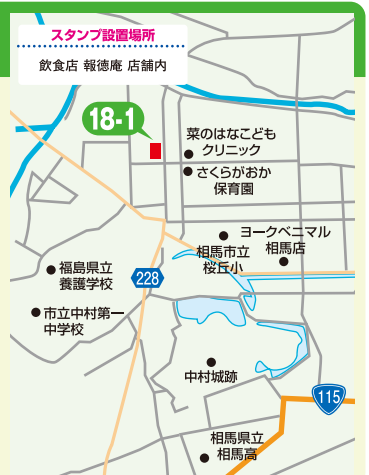 スタンプ設置場所
飲食店 報徳庵 店舗内
18-1
菜のはなこども
クリニック
さくらがおか
保育園
ヨークベニマル
相馬店
相馬市立
桜丘小
福島県立
養護学校
228
市立中村第一
中学校
中村城跡
115
相馬県立
相馬高